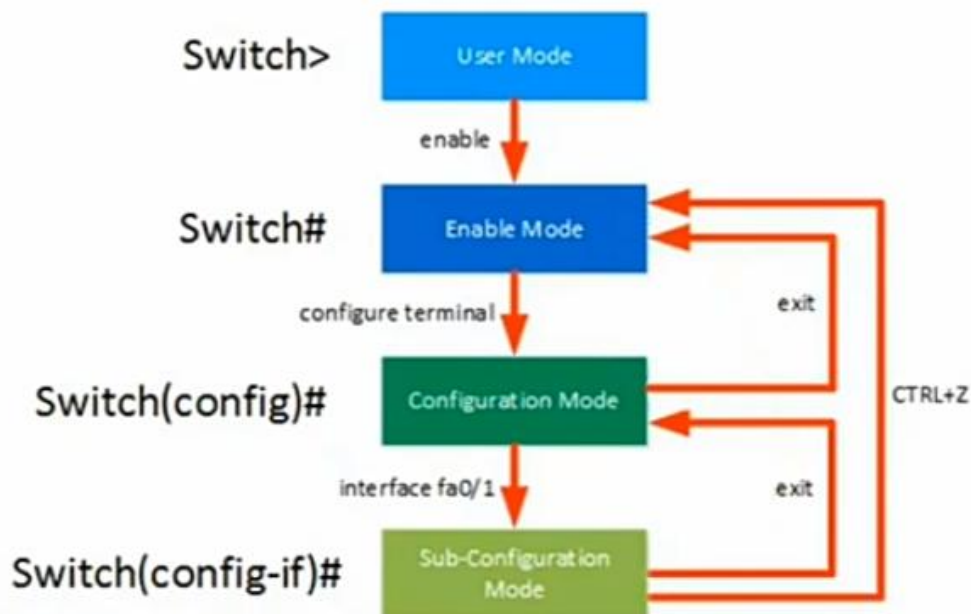 Switch>
User Mode
enable
Switch#
Enable Mode
configure terminal
exit
Switch(config)#
Configuration Mode
CTRL+Z
interface fa0/1
exit
Switch(config-if)#
Sub-Configuration
Mode